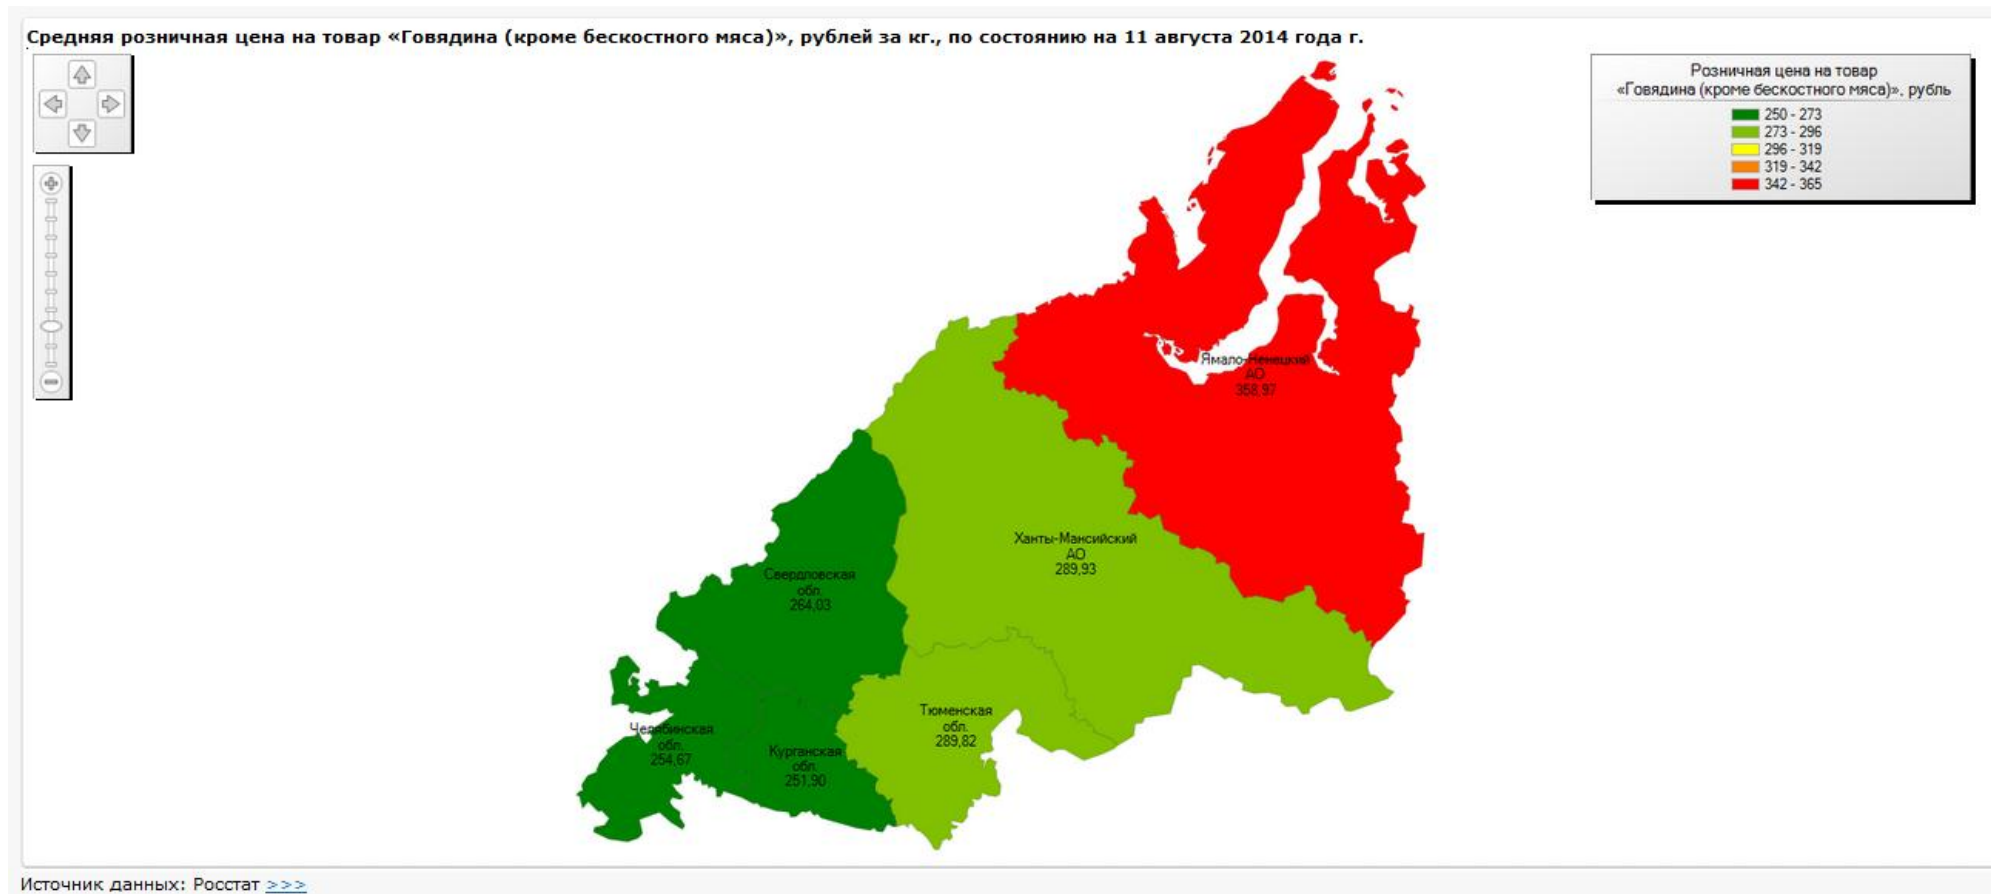 Средняя розничная цена на товар «Говядина (кроме бескостного мяса)», рублей за кг., по состоянию на 11 августа 2014 года г.
Розничная цена на товар
«Говядина (кроме бескостного мяса)», рубль
250 - 273
273 - 296
296 - 319
319 - 342
342 - 365
Ямало-Ненецкий
АО
358,97
Ханты-Мансийский
АО
289,93
Свердловская
обл.
264,03
Тюменская
обл.
289,82
Челябинская
обл.
254,67
Курганская
обл.
251,90
Источник данных: Росстат >>>